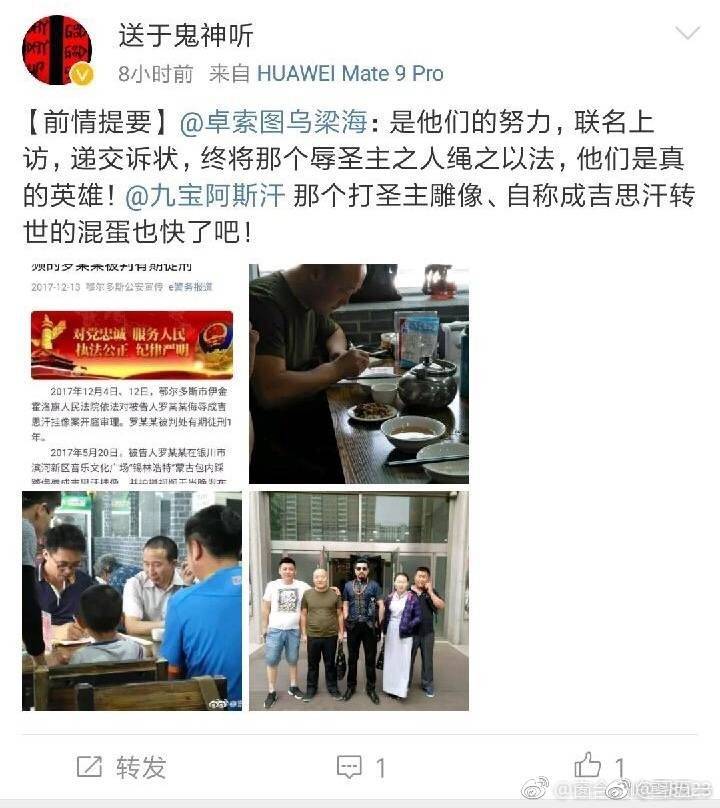 送于鬼神听
8小时前 来自 HUAWEI Mate 9 Pro
【前情提要】@卓索图乌梁海：是他们的努力，联名上
访，递交诉状，终将那个辱圣主之人绳之以法，他们是真
的英雄！@九宝阿斯汗 那个打圣主雕像、自称成吉思汗转
世的混蛋也快了吧！
频的罗某某被判有期徒刑
2017-12-13 鄂尔多斯公安宣传 e警务报道
对党忠诚 服务人民
执法公正 纪律严明
2017年12月4日、12日，鄂尔多斯市伊金
霍洛旗人民法院依法对被告人罗某某侮辱成吉
思汗挂像案开庭审理。罗某某被判处有期徒刑1
年。
2017年5月20日，被告人罗某某在银川市
滨河新区音乐文化广场“锡林浩特”蒙古包内踩
转发
1
1